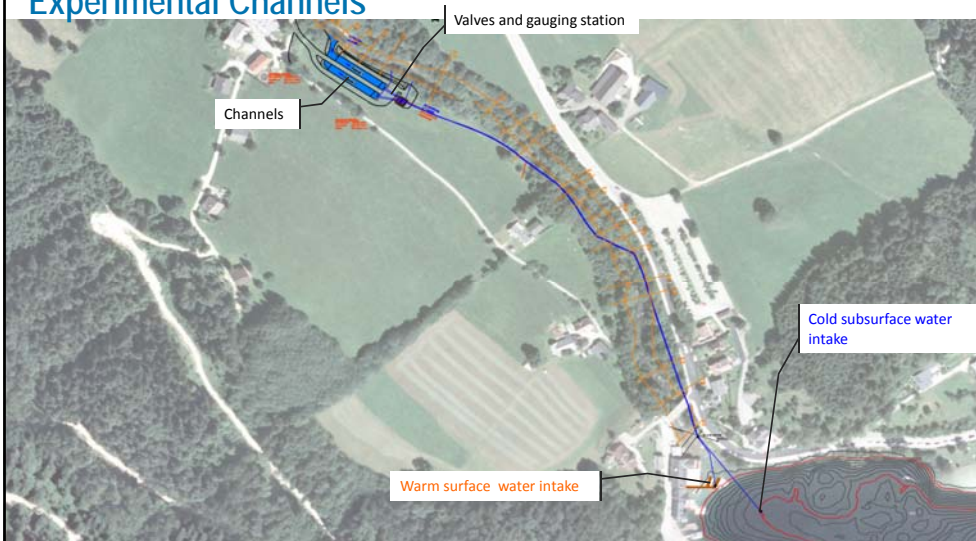 Experimental Channels
Valves and gauging station
Channels
Cold subsurface water
intake
Warm surface water intake